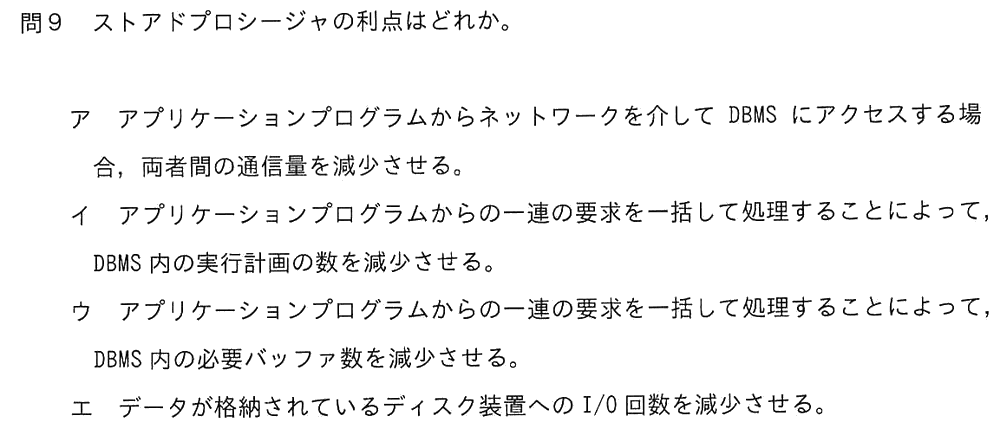 問9　ストアドプロシージャの利点はどれか。
ア　アプリケーションプログラムからネットワークを介して DBMS にアクセスする場
合，両者間の通信量を減少させる。
イ　アプリケーションプログラムからの一連の要求を一括して処理することによって，
DBMS 内の実行計画の数を減少させる。
ウ　アプリケーションプログラムからの一連の要求を一括して処理することによって，
DBMS 内の必要バッファ数を減少させる。
エ　データが格納されているディスク装置への I/O 回数を減少させる。